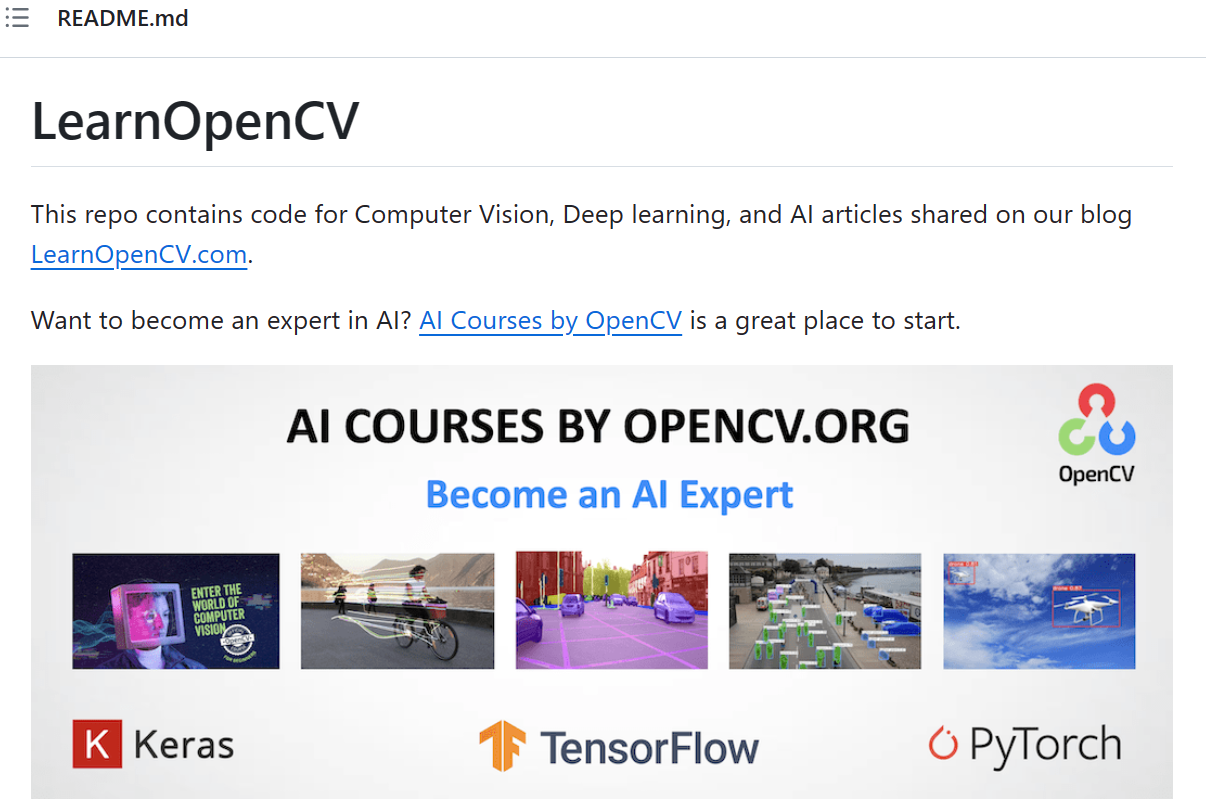 README.md
LearnOpenCV
This repo contains code for Computer Vision, Deep learning, and AI articles shared on our blog
LearnOpenCV.com.
Want to become an expert in AI? AI Courses by OpenCV is a great place to start.
AI COURSES BY OPENCV.ORG
OpenCV
Become an AI Expert
ENTER THE
WORLD OF
COMPUTER
VISION
OpenCV
FOR BEGINNERS
K Keras
TensorFlow
PyTorch